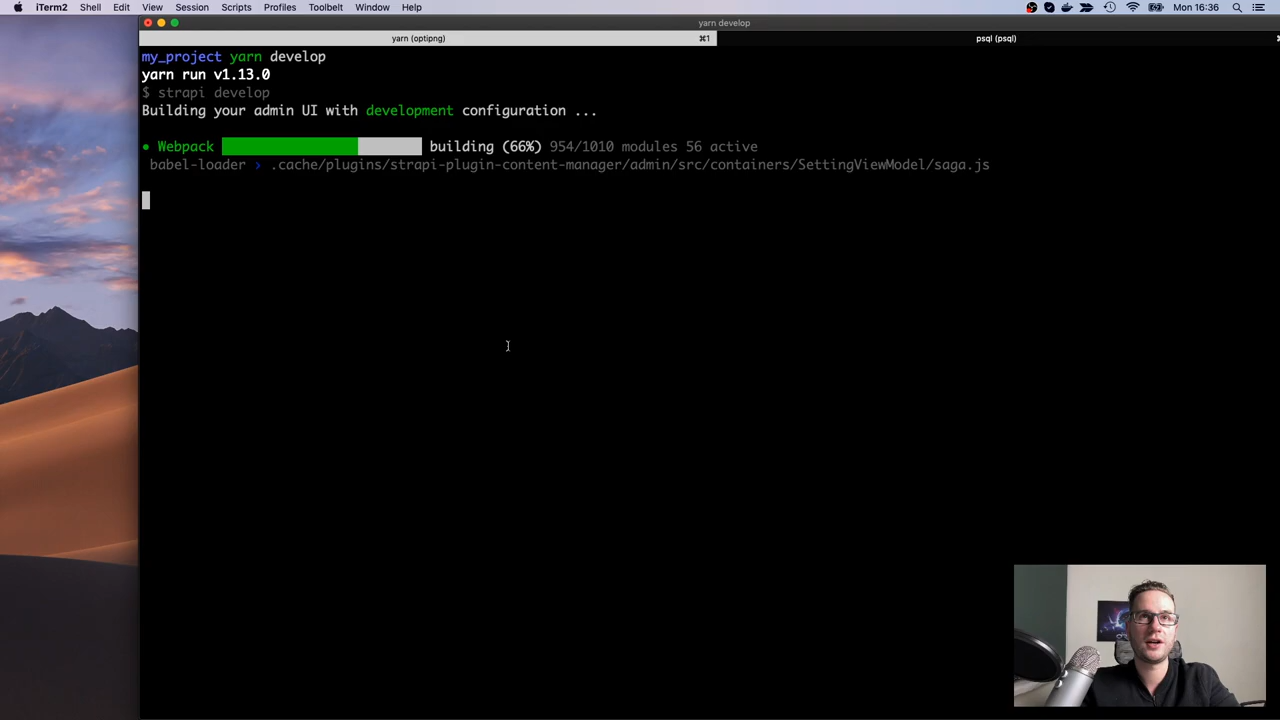 iTerm2 Shell Edit View Session Scripts Profiles Toolbelt Window Help Mon 16:36
yarn develop
yarn (optipng) ⌘1 psql (psql)
my_project yarn develop
yarn run v1.13.0
$ strapi develop
Building your admin UI with development configuration ...
● Webpack building (66%) 954/1010 modules 56 active
babel-loader › .cache/plugins/strapi-plugin-content-manager/admin/src/containers/SettingViewModel/saga.js